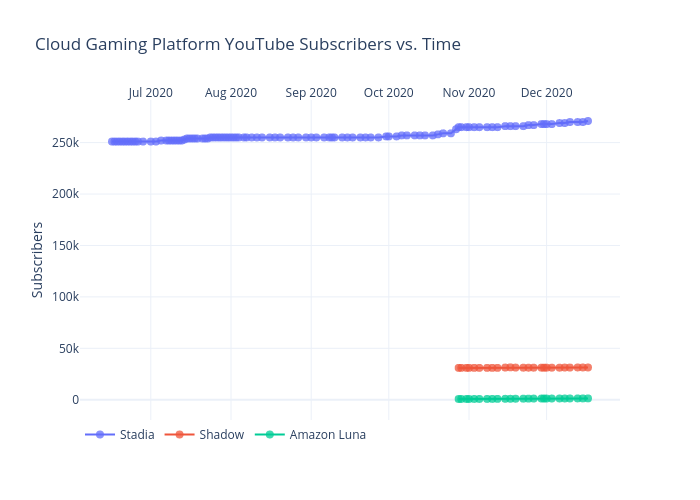 Cloud Gaming Platform YouTube Subscribers vs. Time
Jul 2020 Aug 2020 Sep 2020 Oct 2020 Nov 2020 Dec 2020
250k
200k
150k
100k
50k
0
Subscribers
Stadia Shadow Amazon Luna